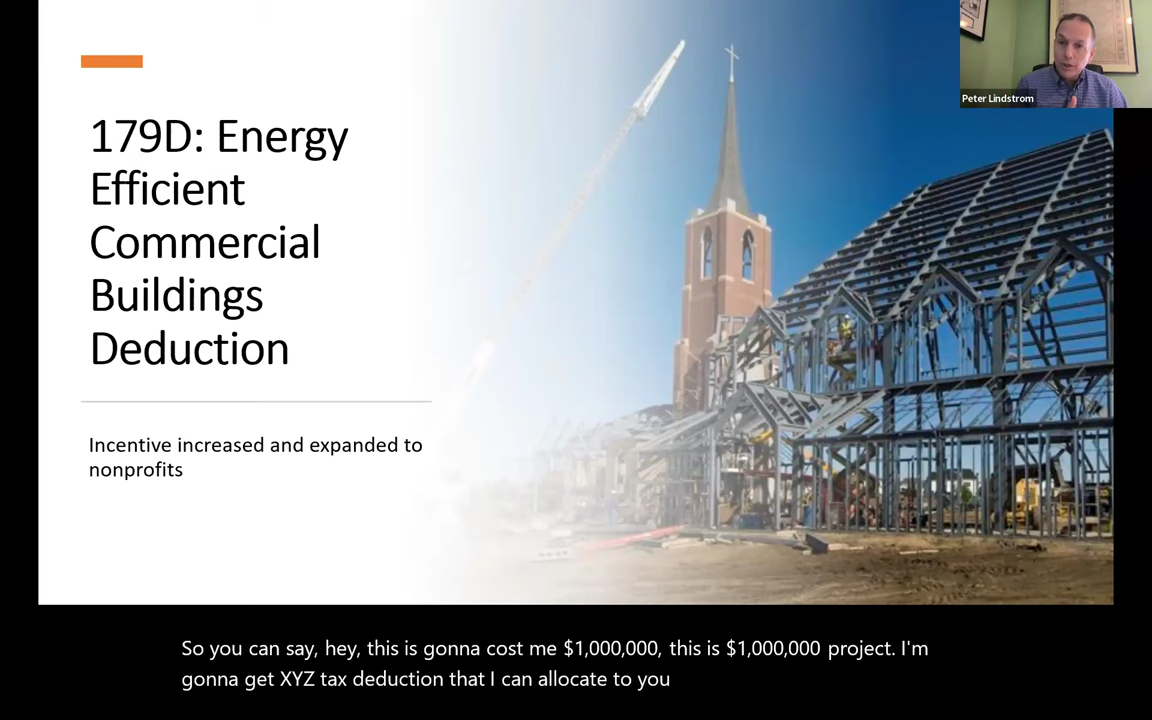 Peter Lindstrom
179D: Energy
Efficient
Commercial
Buildings
Deduction
Incentive increased and expanded to
nonprofits
So you can say, hey, this is gonna cost me $1,000,000, this is $1,000,000 project. I'm
gonna get XYZ tax deduction that I can allocate to you